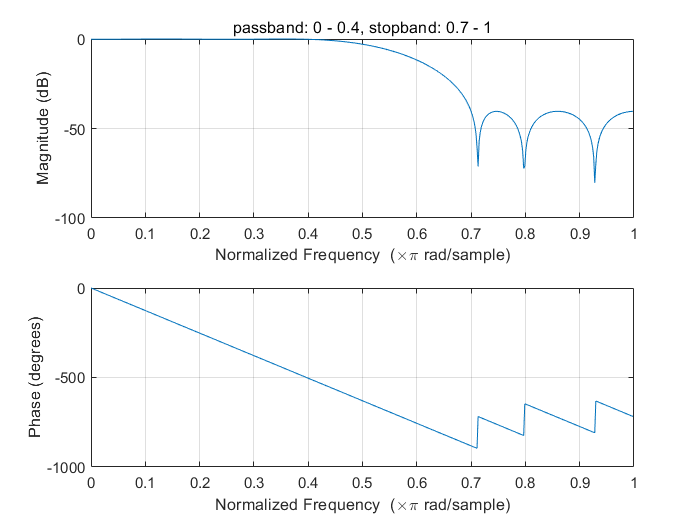 passband: 0 - 0.4, stopband: 0.7 - 1
Magnitude (dB)
0
-50
-100
0 0.1 0.2 0.3 0.4 0.5 0.6 0.7 0.8 0.9 1
Normalized Frequency (×π rad/sample)
Phase (degrees)
0
-500
-1000
0 0.1 0.2 0.3 0.4 0.5 0.6 0.7 0.8 0.9 1
Normalized Frequency (×π rad/sample)